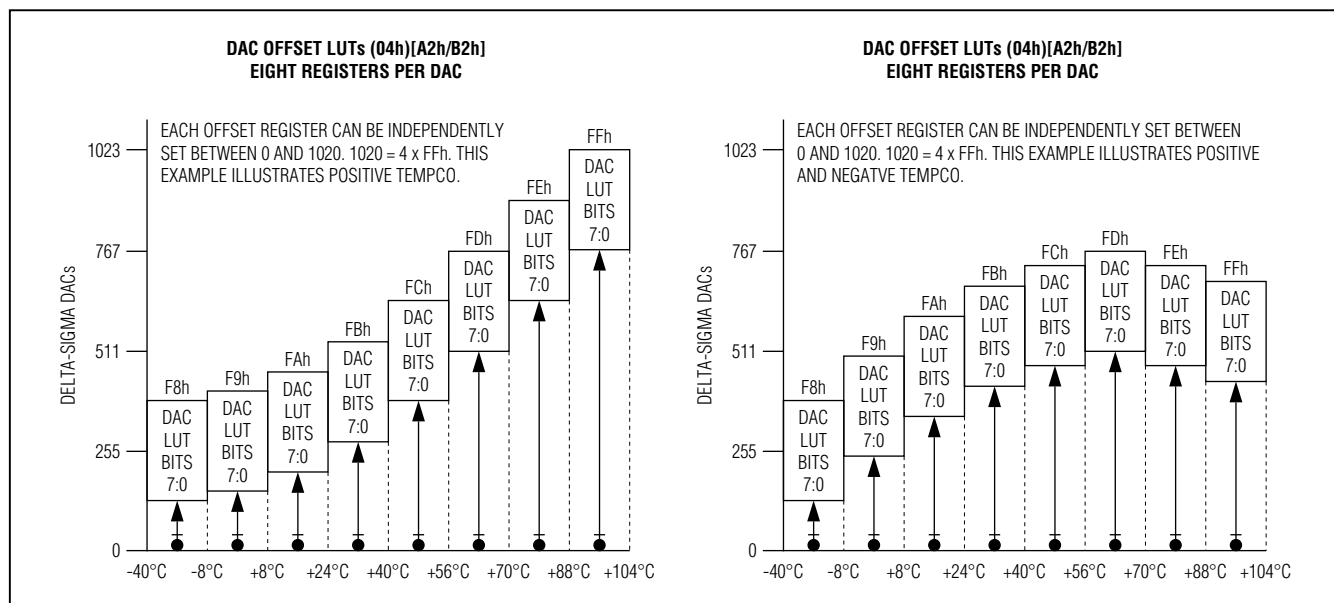 DAC OFFSET LUTs (04h)[A2h/B2h]
EIGHT REGISTERS PER DAC
EACH OFFSET REGISTER CAN BE INDEPENDENTLY
SET BETWEEN 0 AND 1020. 1020 = 4 x FFh. THIS
EXAMPLE ILLUSTRATES POSITIVE TEMPCO.
DELTA-SIGMA DACs
1023
767
511
255
0
F8h
DAC
LUT
BITS
7:0
F9h
DAC
LUT
BITS
7:0
FAh
DAC
LUT
BITS
7:0
FBh
DAC
LUT
BITS
7:0
FCh
DAC
LUT
BITS
7:0
FDh
DAC
LUT
BITS
7:0
FEh
DAC
LUT
BITS
7:0
FFh
DAC
LUT
BITS
7:0
-40°C -8°C +8°C +24°C +40°C +56°C +70°C +88°C +104°C
DAC OFFSET LUTs (04h)[A2h/B2h]
EIGHT REGISTERS PER DAC
EACH OFFSET REGISTER CAN BE INDEPENDENTLY SET BETWEEN
0 AND 1020. 1020 = 4 x FFh. THIS EXAMPLE ILLUSTRATES POSITIVE
AND NEGATVE TEMPCO.
DELTA-SIGMA DACs
1023
767
511
255
0
F8h
DAC
LUT
BITS
7:0
F9h
DAC
LUT
BITS
7:0
FAh
DAC
LUT
BITS
7:0
FBh
DAC
LUT
BITS
7:0
FCh
DAC
LUT
BITS
7:0
FDh
DAC
LUT
BITS
7:0
FEh
DAC
LUT
BITS
7:0
FFh
DAC
LUT
BITS
7:0
-40°C -8°C +8°C +24°C +40°C +56°C +70°C +88°C +104°C